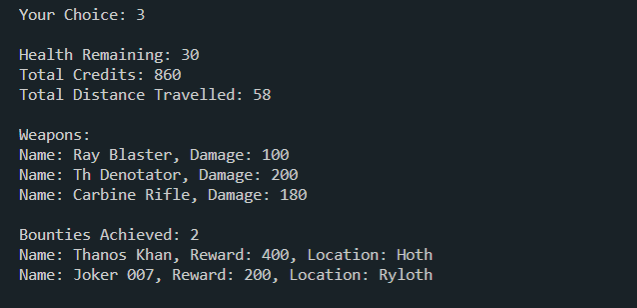 Your Choice: 3
Health Remaining: 30
Total Credits: 860
Total Distance Travelled: 58
Weapons:
Name: Ray Blaster, Damage: 100
Name: Th Denotator, Damage: 200
Name: Carbine Rifle, Damage: 180
Bounties Achieved: 2
Name: Thanos Khan, Reward: 400, Location: Hoth
Name: Joker 007, Reward: 200, Location: Ryloth